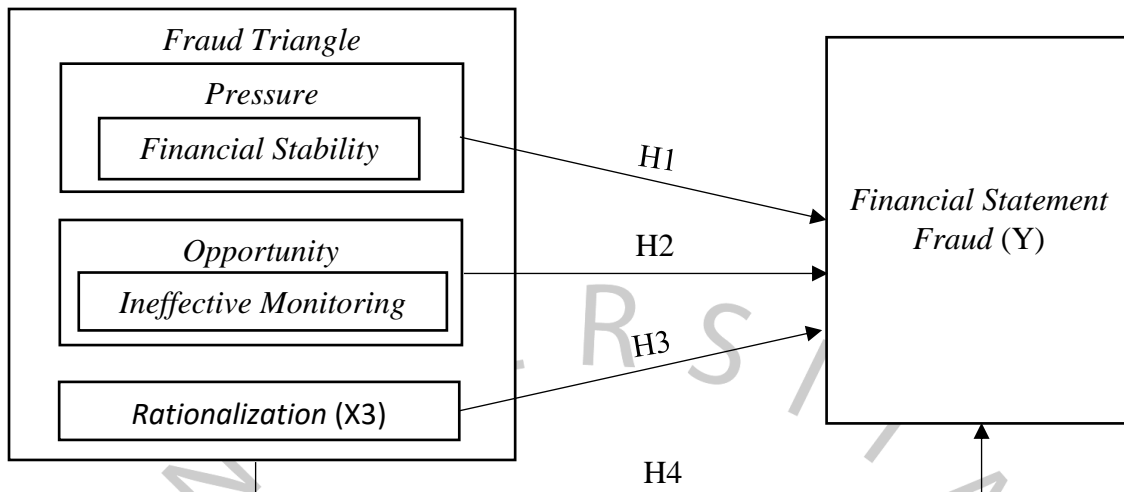 Fraud Triangle
Pressure
Financial Stability
H1
Financial Statement
Fraud (Y)
Opportunity
Ineffective Monitoring
H2
Rationalization (X3)
H3
H4